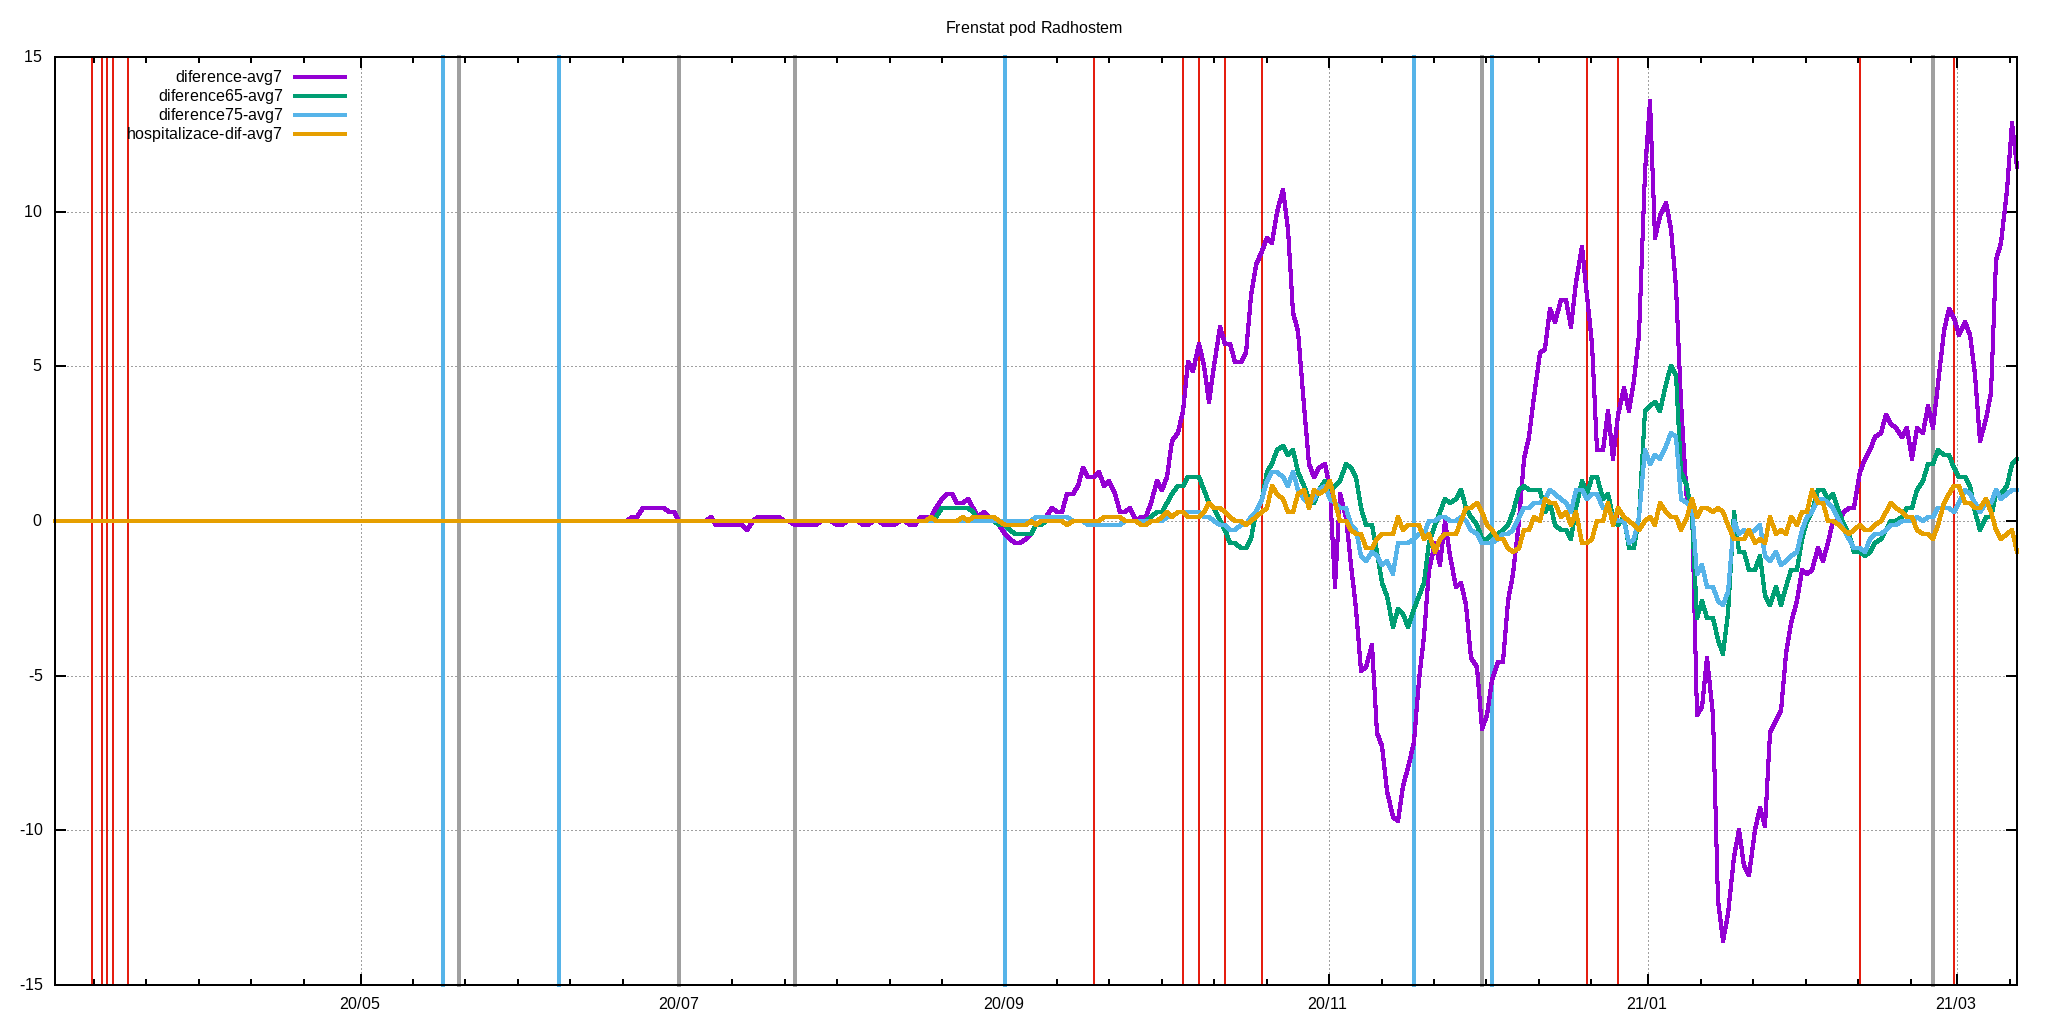 Frenstat pod Radhostem
15
diference-avg7
diference65-avg7
diference75-avg7
hospitalizace-dif-avg7
10
5
0
-5
-10
-15
20/05 20/07 20/09 20/11 21/01 21/03